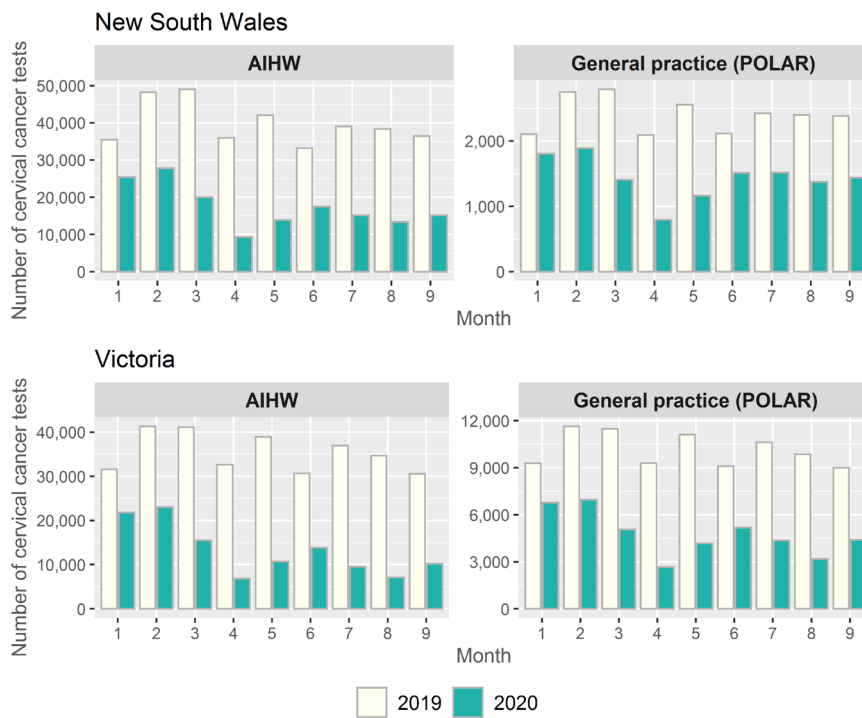 New South Wales
AIHW
General practice (POLAR)
Number of cervical cancer tests
50,000
40,000
30,000
20,000
10,000
0
2,000
1,000
0
1 2 3 4 5 6 7 8 9
1 2 3 4 5 6 7 8 9
Month
Victoria
AIHW
General practice (POLAR)
Number of cervical cancer tests
40,000
30,000
20,000
10,000
0
12,000
9,000
6,000
3,000
0
1 2 3 4 5 6 7 8 9
1 2 3 4 5 6 7 8 9
Month
2019 2020